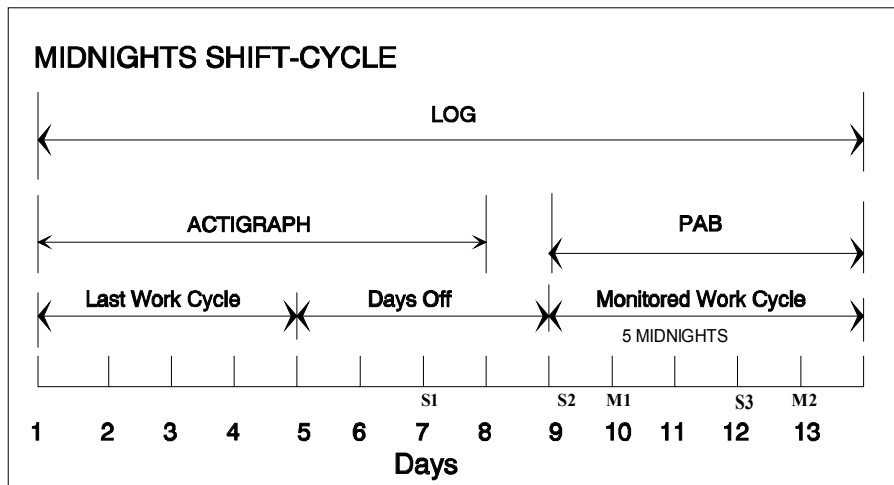 MIDNIGHTS SHIFT-CYCLE
LOG
ACTIGRAPH PAB
Last Work Cycle Days Off Monitored Work Cycle
5 MIDNIGHTS
S1 S2 M1 S3 M2
1 2 3 4 5 6 7 8 9 10 11 12 13
Days